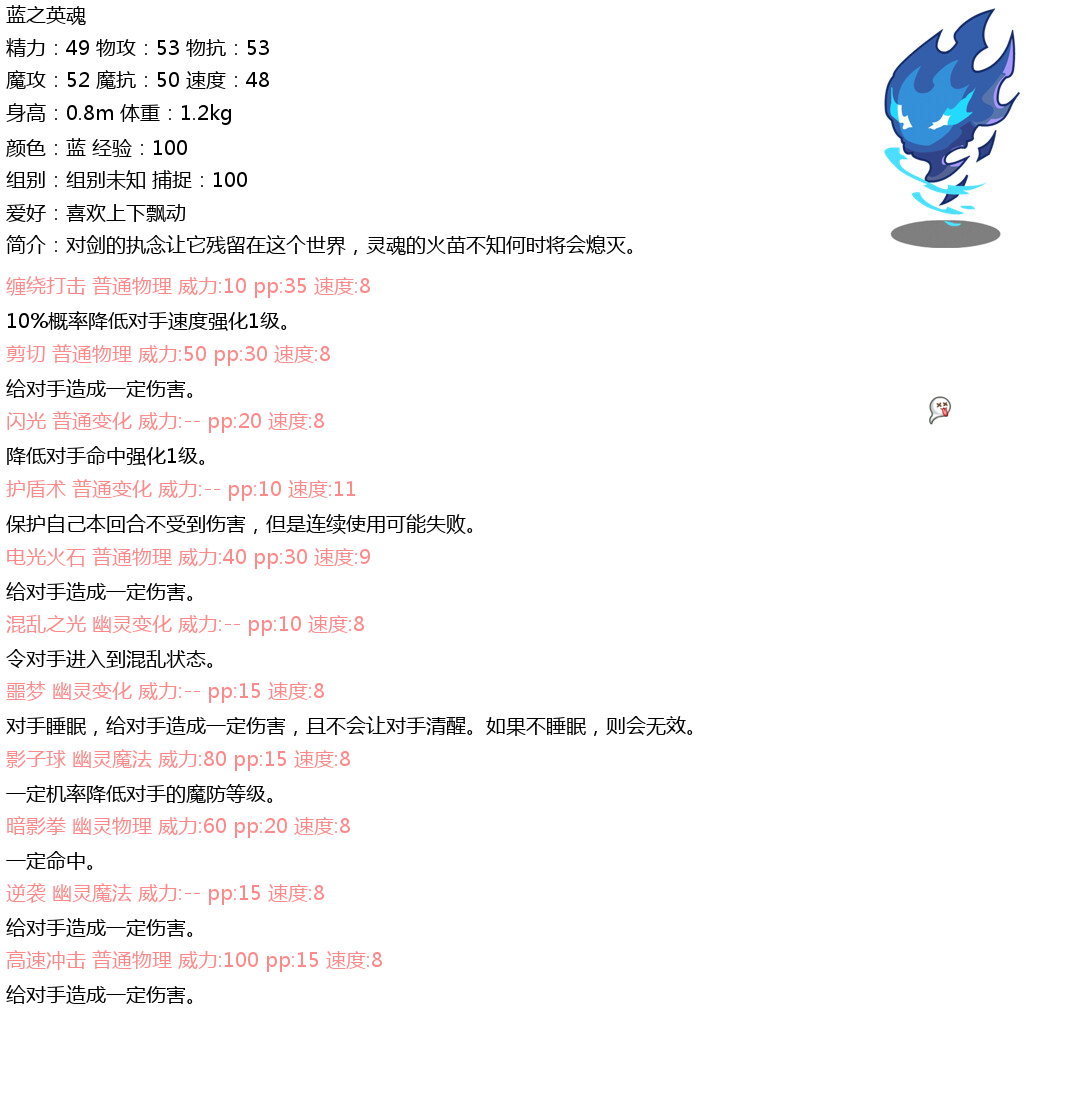 蓝之英魂
精力：49 物攻：53 物抗：53
魔攻：52 魔抗：50 速度：48
身高：0.8m 体重：1.2kg
颜色：蓝 经验：100
组别：组别未知 捕捉：100
爱好：喜欢上下飘动
简介：对剑的执念让它残留在这个世界，灵魂的火苗不知何时将会熄灭。
缠绕打击 普通物理 威力:10 pp:35 速度:8
10%概率降低对手速度强化1级。
剪切 普通物理 威力:50 pp:30 速度:8
给对手造成一定伤害。
闪光 普通变化 威力:-- pp:20 速度:8
降低对手命中强化1级。
护盾术 普通变化 威力:-- pp:10 速度:11
保护自己本回合不受到伤害，但是连续使用可能失败。
电光火石 普通物理 威力:40 pp:30 速度:9
给对手造成一定伤害。
混乱之光 幽灵变化 威力:-- pp:10 速度:8
令对手进入到混乱状态。
噩梦 幽灵变化 威力:-- pp:15 速度:8
对手睡眠，给对手造成一定伤害，且不会让对手清醒。如果不睡眠，则会无效。
影子球 幽灵魔法 威力:80 pp:15 速度:8
一定机率降低对手的魔防等级。
暗影拳 幽灵物理 威力:60 pp:20 速度:8
一定命中。
逆袭 幽灵魔法 威力:-- pp:15 速度:8
给对手造成一定伤害。
高速冲击 普通物理 威力:100 pp:15 速度:8
给对手造成一定伤害。